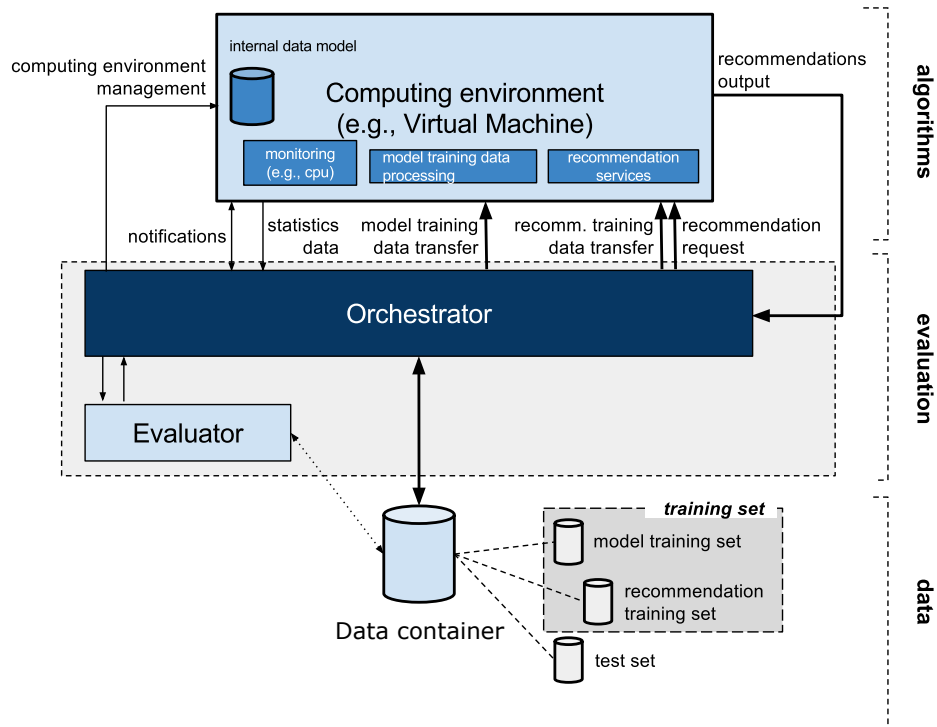 internal data model
computing environment
management
recommendations
output
Computing environment
(e.g., Virtual Machine)
monitoring
(e.g., cpu)
model training data
processing
recommendation
services
algorithms
notifications
statistics
data
model training
data transfer
recomm. training
data transfer
recommendation
request
Orchestrator
evaluation
Evaluator
training set
model training set
recommendation
training set
Data container
test set
data